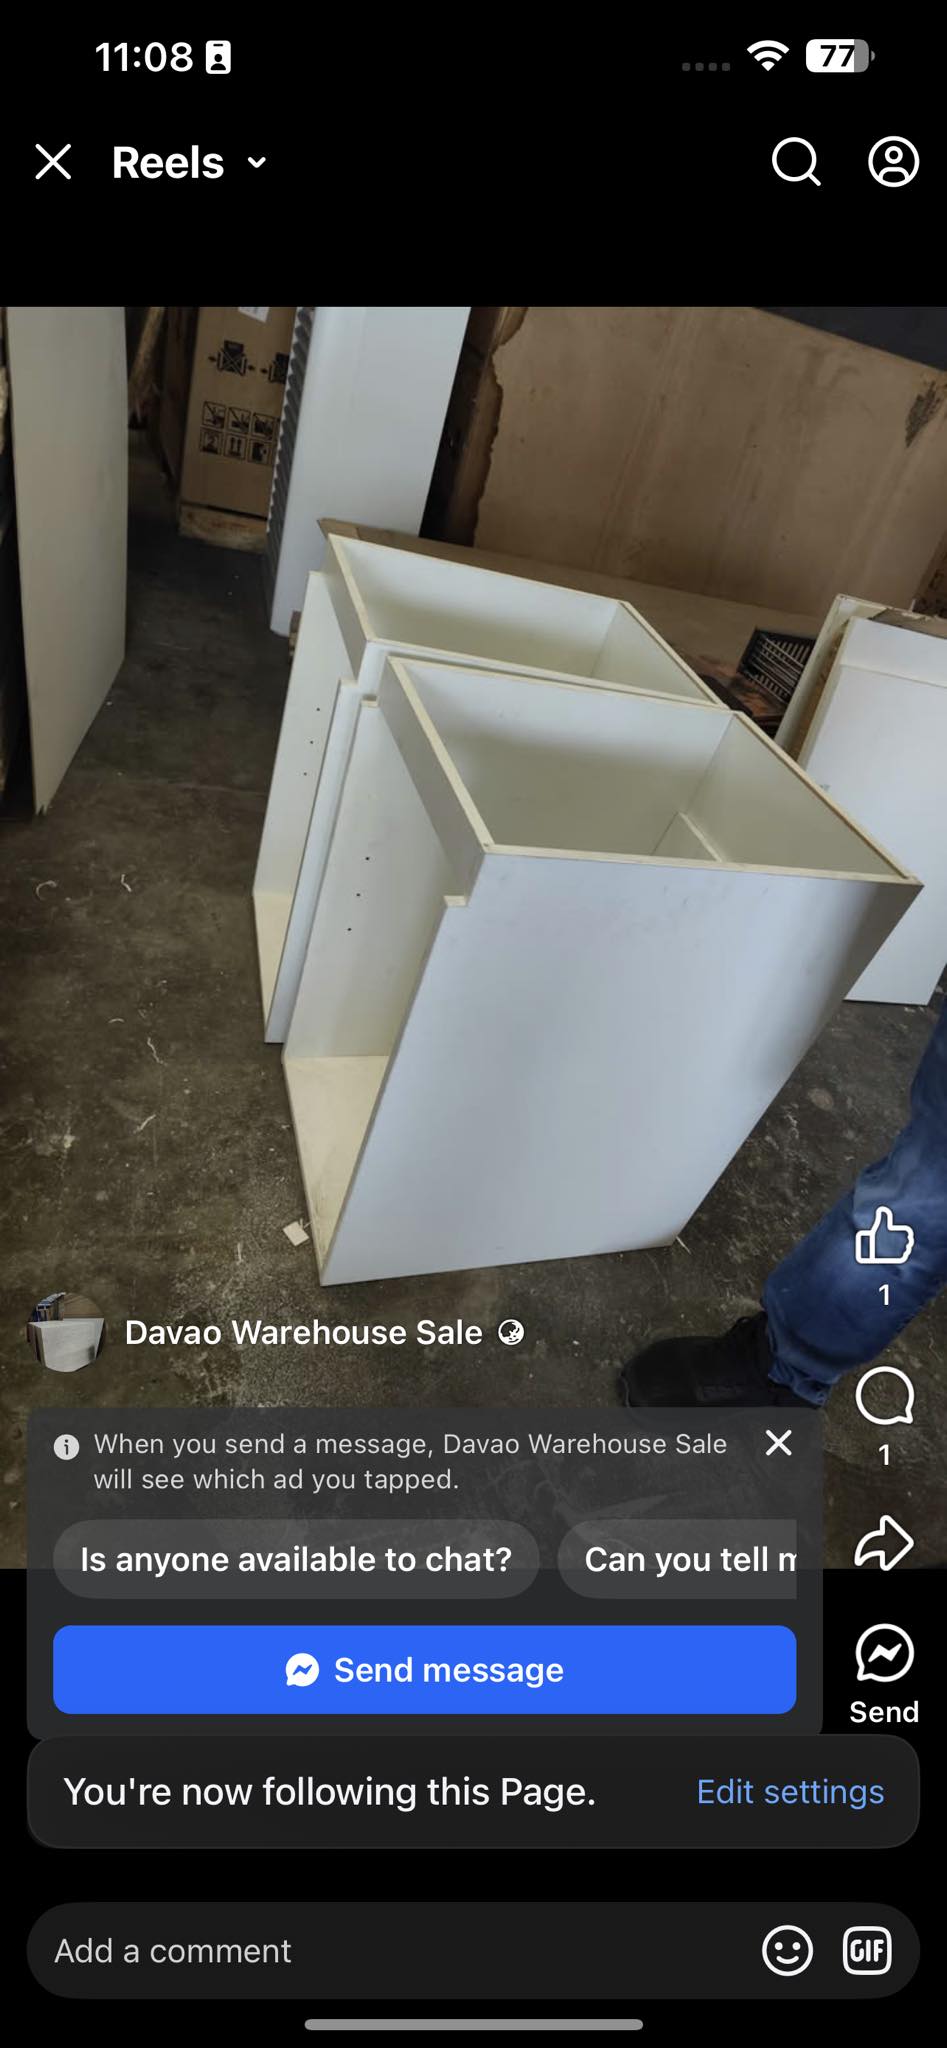 11:08
77
Reels
Davao Warehouse Sale
When you send a message, Davao Warehouse Sale
will see which ad you tapped.
Is anyone available to chat?
Can you tell m
Send message
1
1
Send
You're now following this Page.
Edit settings
Add a comment
GIF